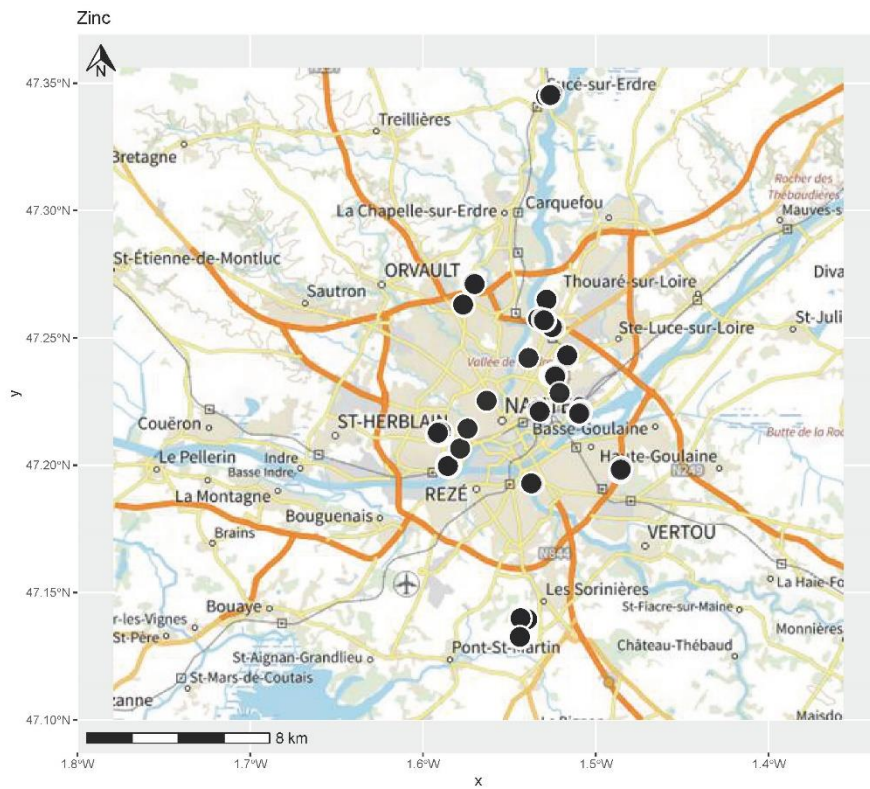 Zinc
N
47.35°N
Sucé-sur-Erdre
Treillières
Bretagne
Rocher des
Thébaudières
47.30°N
La Chapelle-sur-Erdre
Carquefou
Mauves-s
St-Étienne-de-Montluc
ORVAULT
Thouaré-sur-Loire
Diva
Sautron
47.25°N
Ste-Luce-sur-Loire
St-Juli
Vallée de
NA
Couëron
ST-HERBLAIN
Basse-Goulaine
Butte de la Roc
y
47.20°N
Le Pellerin
Indre
Basse Indre
Haute-Goulaine
N249
La Montagne
REZÉ
Bouguenais
Brains
VERTOU
N844
47.15°N
La Haie-Fo
Les Sorinières
Bouaye
St-Fiacre-sur-Maine
r-les-Vignes
Monnières
St-Père
Pont-St-Martin
Château-Thébaud
St-Aignan-Grandlieu
St-Mars-de-Coutais
zanne
Maisdo
47.10°N
8 km
1.8°W
1.7°W
1.6°W
1.5°W
1.4°W
x